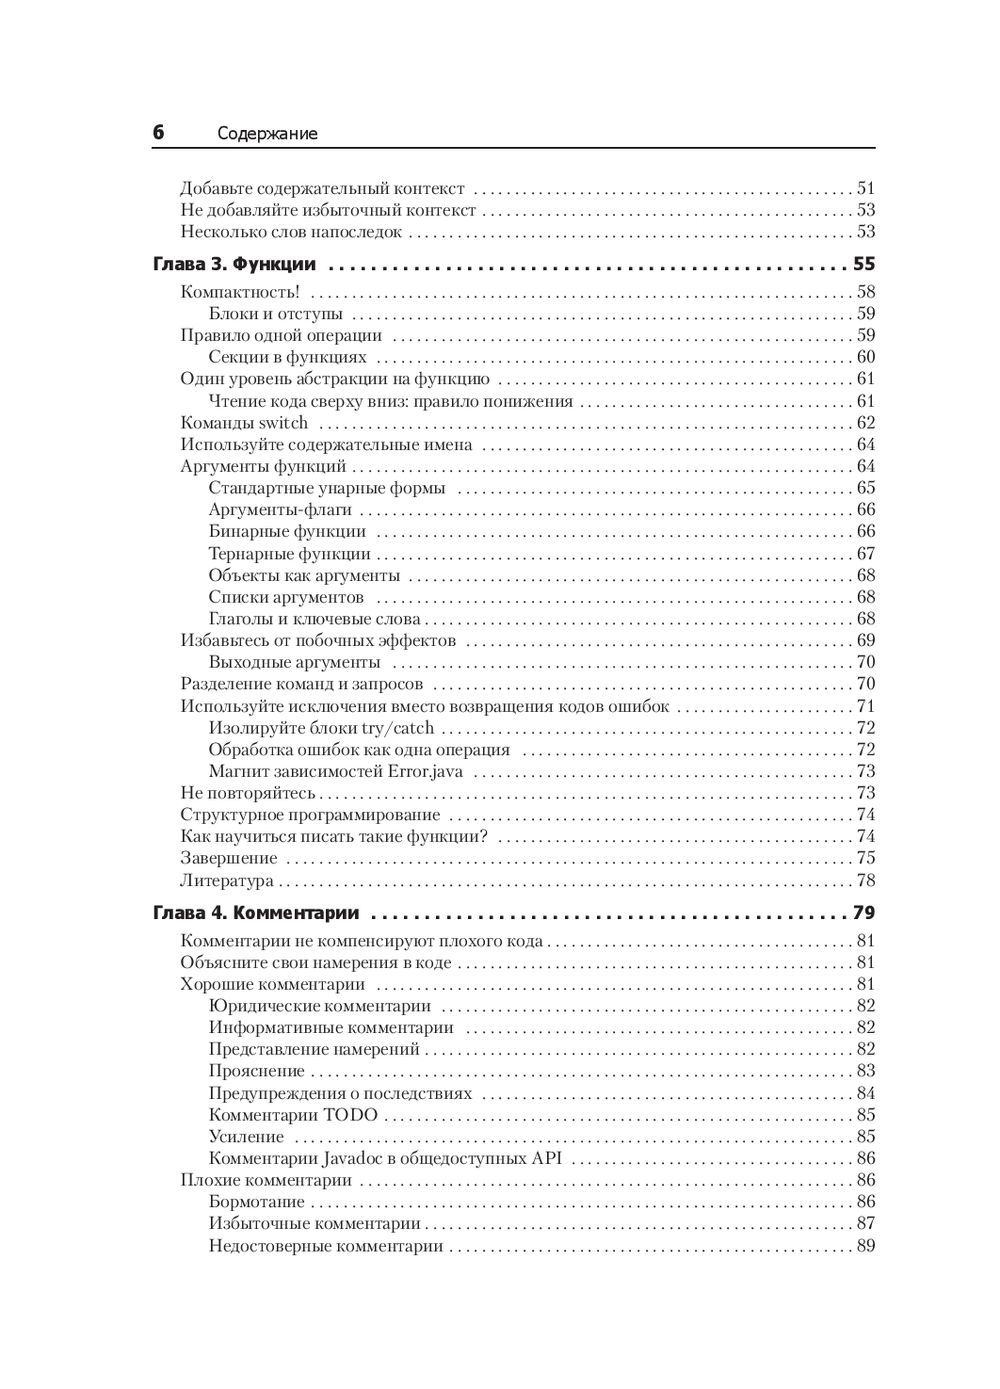 6 Содержание
Добавьте содержательный контекст . . . . . . . . . . 51
Не добавляйте избыточный контекст . . . . . . . . . . 53
Несколько слов напоследок . . . . . . . . . . 53
Глава 3. Функции . . . . . . . . . . 55
Компактность! . . . . . . . . . . 58
Блоки и отступы . . . . . . . . . . 59
Правило одной операции . . . . . . . . . . 59
Секции в функциях . . . . . . . . . . 60
Один уровень абстракции на функцию . . . . . . . . . . 61
Чтение кода сверху вниз: правило понижения . . . . . . . . . . 61
Команды switch . . . . . . . . . . 62
Используйте содержательные имена . . . . . . . . . . 64
Аргументы функций . . . . . . . . . . 64
Стандартные унарные формы . . . . . . . . . . 65
Аргументы-флаги . . . . . . . . . . 66
Бинарные функции . . . . . . . . . . 66
Тернарные функции . . . . . . . . . . 67
Объекты как аргументы . . . . . . . . . . 68
Списки аргументов . . . . . . . . . . 68
Глаголы и ключевые слова . . . . . . . . . . 68
Избавьтесь от побочных эффектов . . . . . . . . . . 69
Выходные аргументы . . . . . . . . . . 70
Разделение команд и запросов . . . . . . . . . . 70
Используйте исключения вместо возвращения кодов ошибок . . . . . . . . . . 71
Изолируйте блоки try/catch . . . . . . . . . . 72
Обработка ошибок как одна операция . . . . . . . . . . 72
Магнит зависимостей Error.java . . . . . . . . . . 73
Не повторяйтесь . . . . . . . . . . 73
Структурное программирование . . . . . . . . . . 74
Как научиться писать такие функции? . . . . . . . . . . 74
Завершение . . . . . . . . . . 75
Литература . . . . . . . . . . 78
Глава 4. Комментарии . . . . . . . . . . 79
Комментарии не компенсируют плохого кода . . . . . . . . . . 81
Объясните свои намерения в коде . . . . . . . . . . 81
Хорошие комментарии . . . . . . . . . . 81
Юридические комментарии . . . . . . . . . . 82
Информативные комментарии . . . . . . . . . . 82
Представление намерений . . . . . . . . . . 82
Прояснение . . . . . . . . . . 83
Предупреждения о последствиях . . . . . . . . . . 84
Комментарии TODO . . . . . . . . . . 85
Усиление . . . . . . . . . . 85
Комментарии Javadoc в общедоступных API . . . . . . . . . . 86
Плохие комментарии . . . . . . . . . . 86
Бормотание . . . . . . . . . . 86
Избыточные комментарии . . . . . . . . . . 87
Недостоверные комментарии . . . . . . . . . . 89